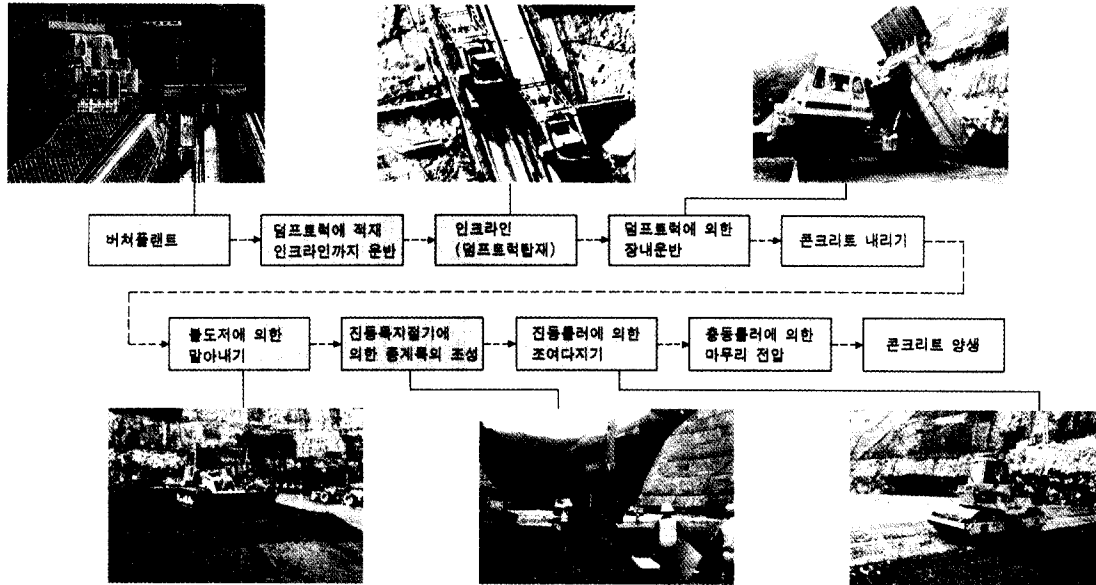 버쳐플랜트
덤프트럭에 적재
인크라인까지 운반
인크라인
(덤프트럭탑재)
덤프트럭에 의한
장내운반
콘크리트 내리기
불도저에 의한
말아내기
진동목지절기에
의한 종계목의 조성
진동롤러에 의한
조여다지기
충동롤러에 의한
마무리 전압
콘크리트 양생